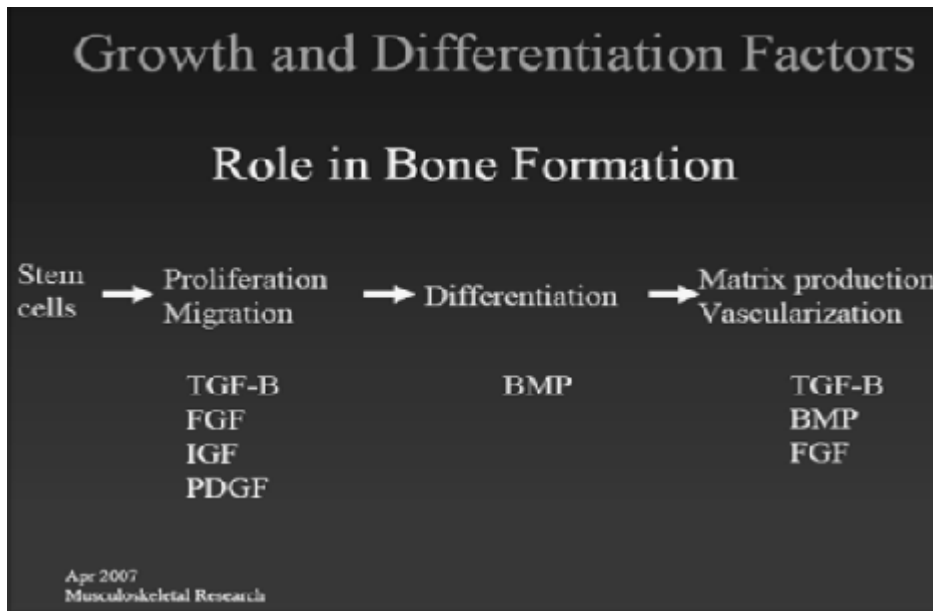 Growth and Differentiation Factors
Role in Bone Formation
Stem
cells
Proliferation
Migration
Differentiation
Matrix production
Vascularization
TGF-B
FGF
IGF
PDGF
BMP
TGF-B
BMP
FGF
Apr 2007
Musculoskeletal Research